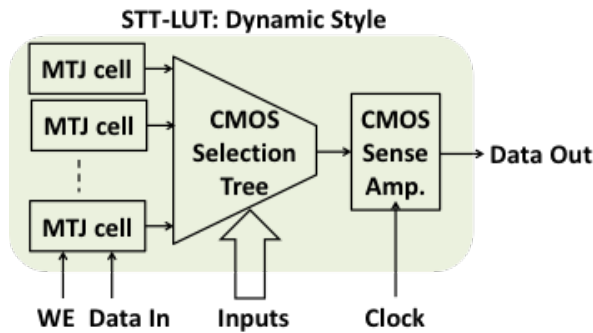 STT-LUT: Dynamic Style
MTJ cell
MTJ cell
MTJ cell
CMOS
Selection
Tree
CMOS
Sense
Amp.
Data Out
WE Data In
Inputs
Clock